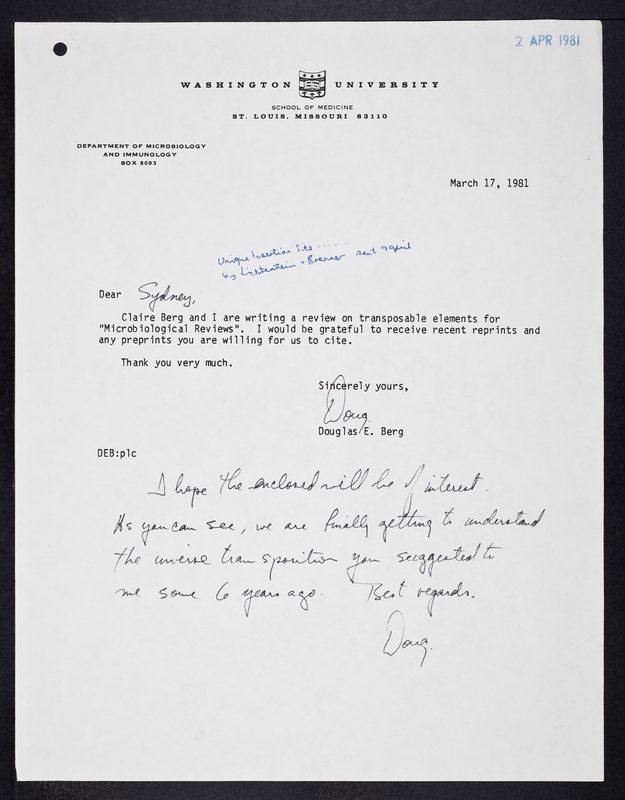 2 APR 1981
WASHINGTON UNIVERSITY
SCHOOL OF MEDICINE
ST. LOUIS, MISSOURI 63110
DEPARTMENT OF MICROBIOLOGY
AND IMMUNOLOGY
BOX 8093
March 17, 1981
Unique Insertion Site .....
by Lichtenstein + Brenner sent 9 April
Dear Sydney,
Claire Berg and I are writing a review on transposable elements for
"Microbiological Reviews". I would be grateful to receive recent reprints and
any preprints you are willing for us to cite.
Thank you very much.
Sincerely yours,
Doug.
Douglas E. Berg
DEB:plc
I hope the enclosed will be of interest.
As you can see, we are finally getting to understand
the inverse transposition you suggested to
me some 6 years ago. Best regards.
Doug.